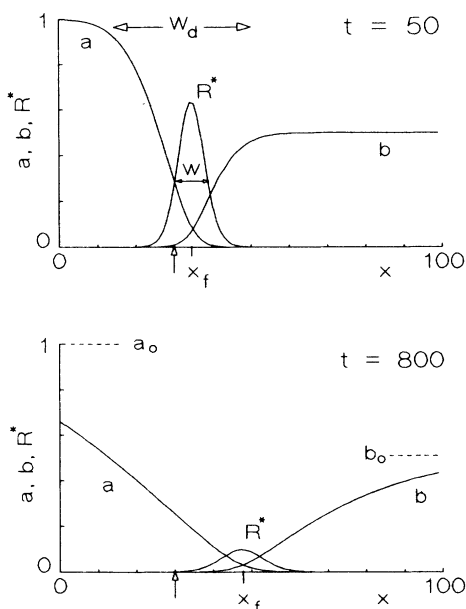 1
a
W_d
t = 50
R*
a, b, R*
W
b
0
0
x_f
x
100
1
a_o
t = 800
a, b, R*
b_o
a
R*
b
0
0
x_f
x
100